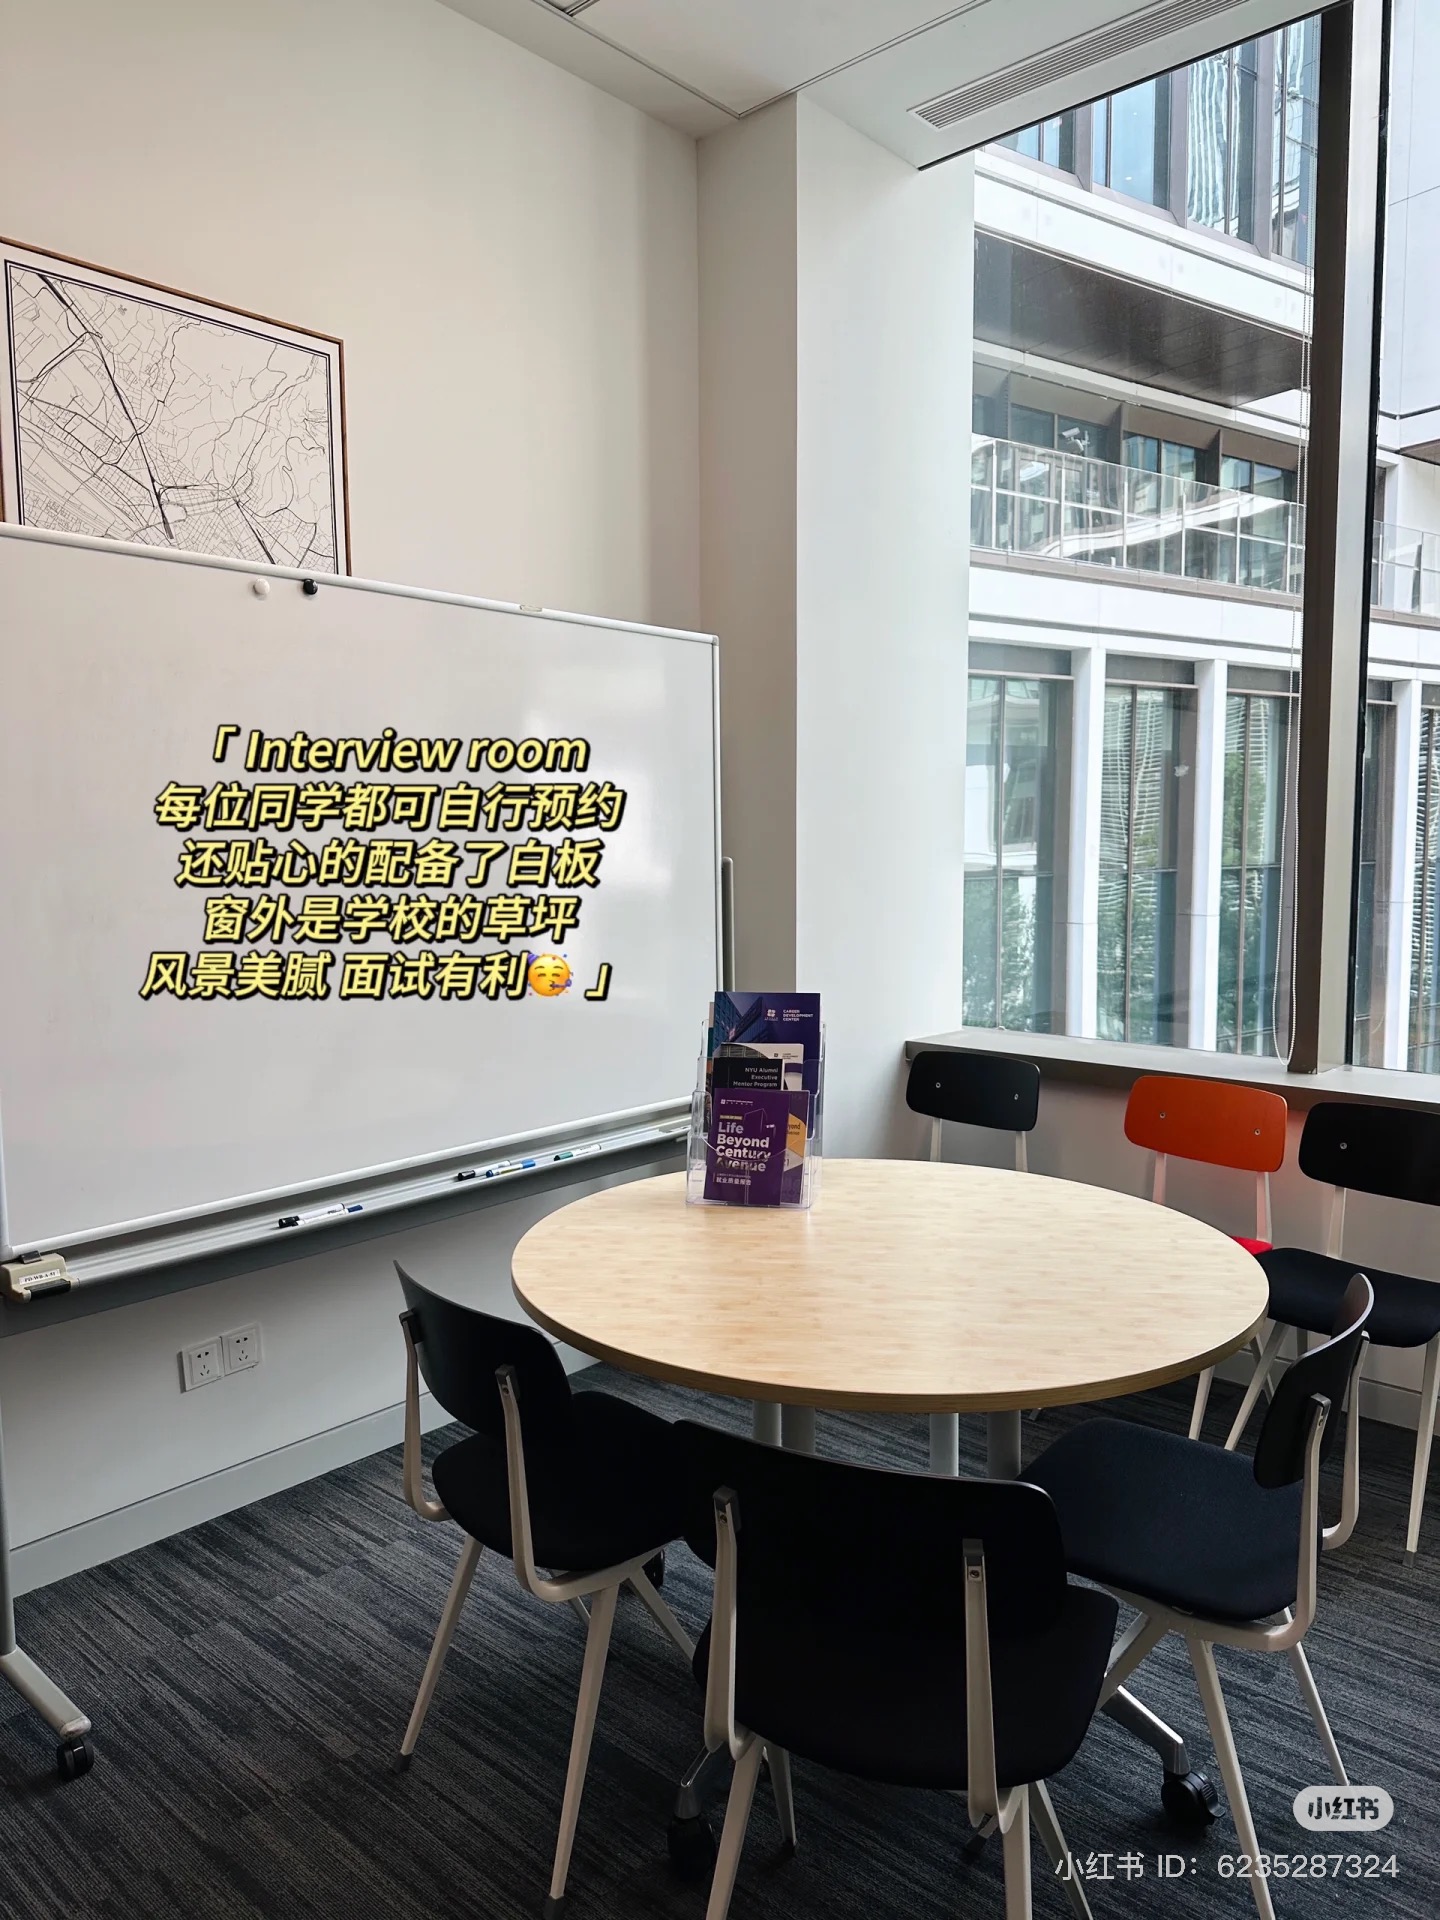 「 Interview room
每位同学都可自行预约
还贴心的配备了白板
窗外是学校的草坪
风景美腻 面试有利🥳 」
CAREER
DEVELOPMENT
CENTER
NYU Alumni
Executive
Mentor Program
Life
Beyond
Century
Avenue
就业质量报告
小红书
小红书 ID：6235287324